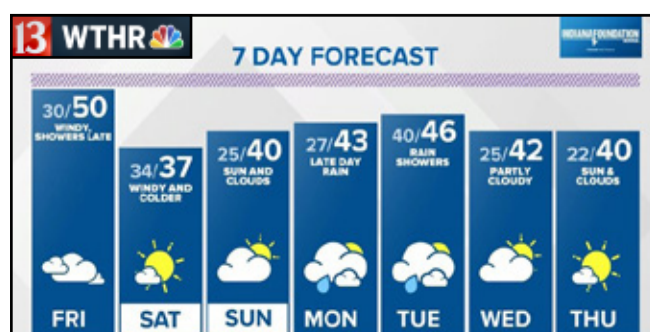 13 WTHR
7 DAY FORECAST
INDIANA FOUNDATION
30/50
WINDY,
SHOWERS LATE
FRI
34/37
WINDY AND
COLDER
SAT
25/40
SUN AND
CLOUDS
SUN
27/43
LATE DAY
RAIN
MON
40/46
RAIN
SHOWERS
TUE
25/42
PARTLY
CLOUDY
WED
22/40
SUN &
CLOUDS
THU